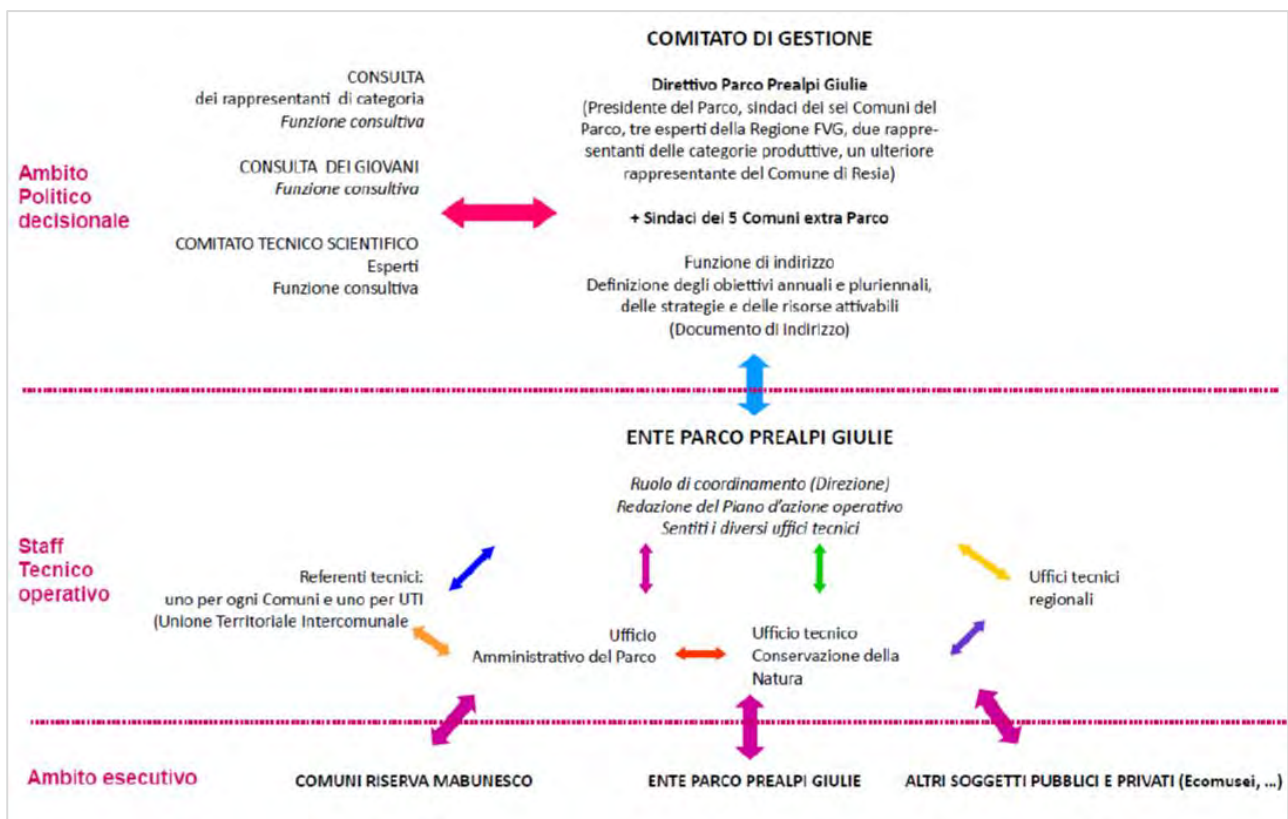 COMITATO DI GESTIONE
CONSULTA
dei rappresentanti di categoria
Funzione consultiva
CONSULTA DEI GIOVANI
Funzione consultiva
COMITATO TECNICO SCIENTIFICO
Esperti
Funzione consultiva
Ambito
Politico
decisionale
Direttivo Parco Prealpi Giulie
(Presidente del Parco, sindaci dei sei Comuni del
Parco, tre esperti della Regione FVG, due rappre-
sentanti delle categorie produttive, un ulteriore
rappresentante del Comune di Resia)
+ Sindaci dei 5 Comuni extra Parco
Funzione di indirizzo
Definizione degli obiettivi annuali e pluriennali,
delle strategie e delle risorse attivabili
(Documento di Indirizzo)
ENTE PARCO PREALPI GIULIE
Ruolo di coordinamento (Direzione)
Redazione del Piano d'azione operativo
Sentiti i diversi uffici tecnici
Staff
Tecnico
operativo
Referenti tecnici:
uno per ogni Comuni e uno per UTI
(Unione Territoriale Intercomunale
Ufficio
Amministrativo del Parco
Ufficio tecnico
Conservazione della
Natura
Uffici tecnici
regionali
Ambito esecutivo
COMUNI RISERVA MABUNESCO
ENTE PARCO PREALPI GIULIE
ALTRI SOGGETTI PUBBLICI E PRIVATI (Ecomusei, ...)